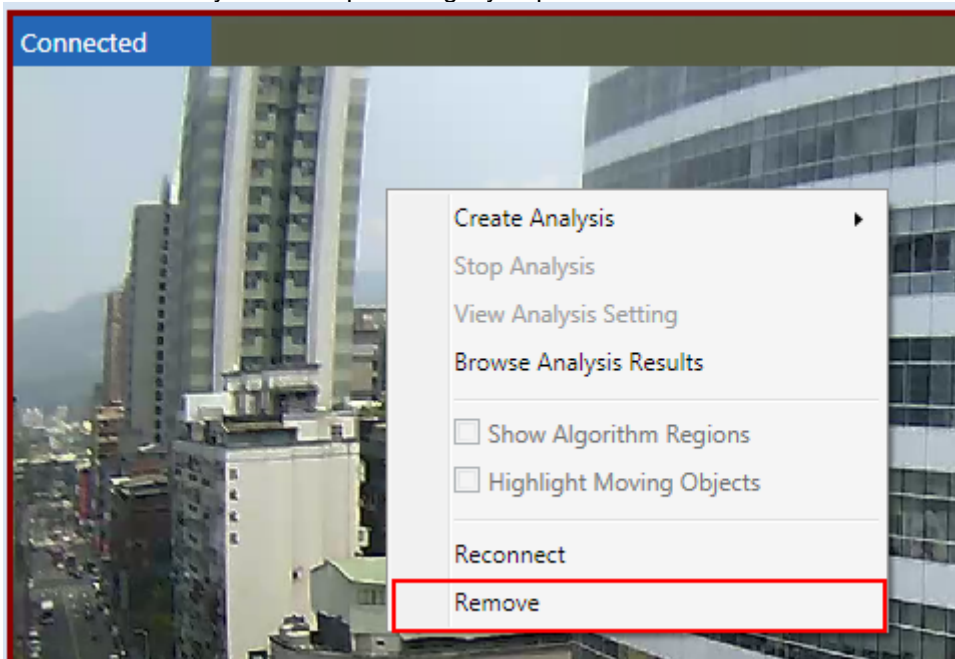 Connected
Create Analysis
Stop Analysis
View Analysis Setting
Browse Analysis Results
Show Algorithm Regions
Highlight Moving Objects
Reconnect
Remove